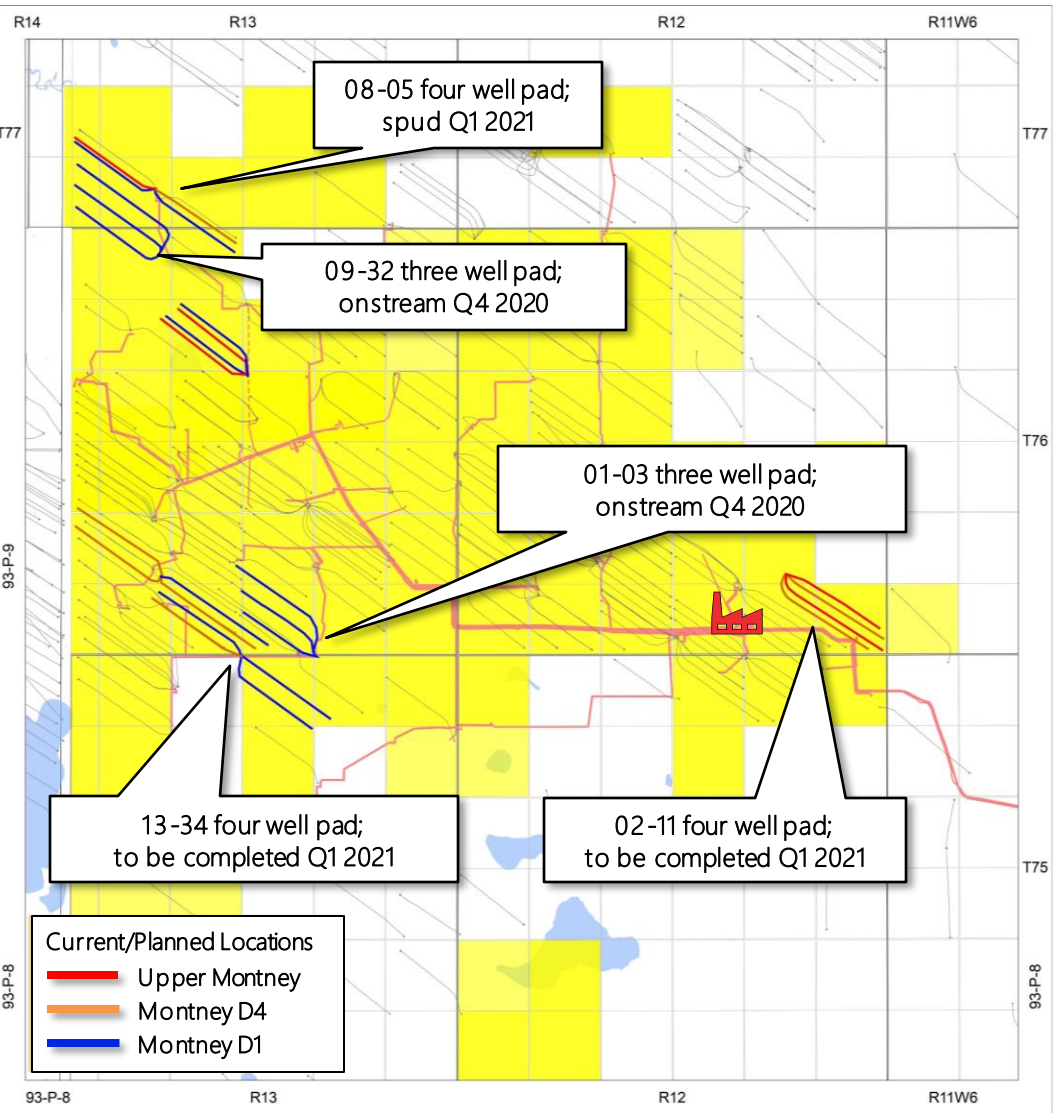 R14 R13 R12 R11W6
08-05 four well pad;
spud Q1 2021
T77 T77
09-32 three well pad;
onstream Q4 2020
T76
01-03 three well pad;
onstream Q4 2020
93-P-9
13-34 four well pad;
to be completed Q1 2021
02-11 four well pad;
to be completed Q1 2021
T75
Current/Planned Locations
Upper Montney
Montney D4
Montney D1
93-P-8 93-P-8
93-P-8 R13 R12 R11W6